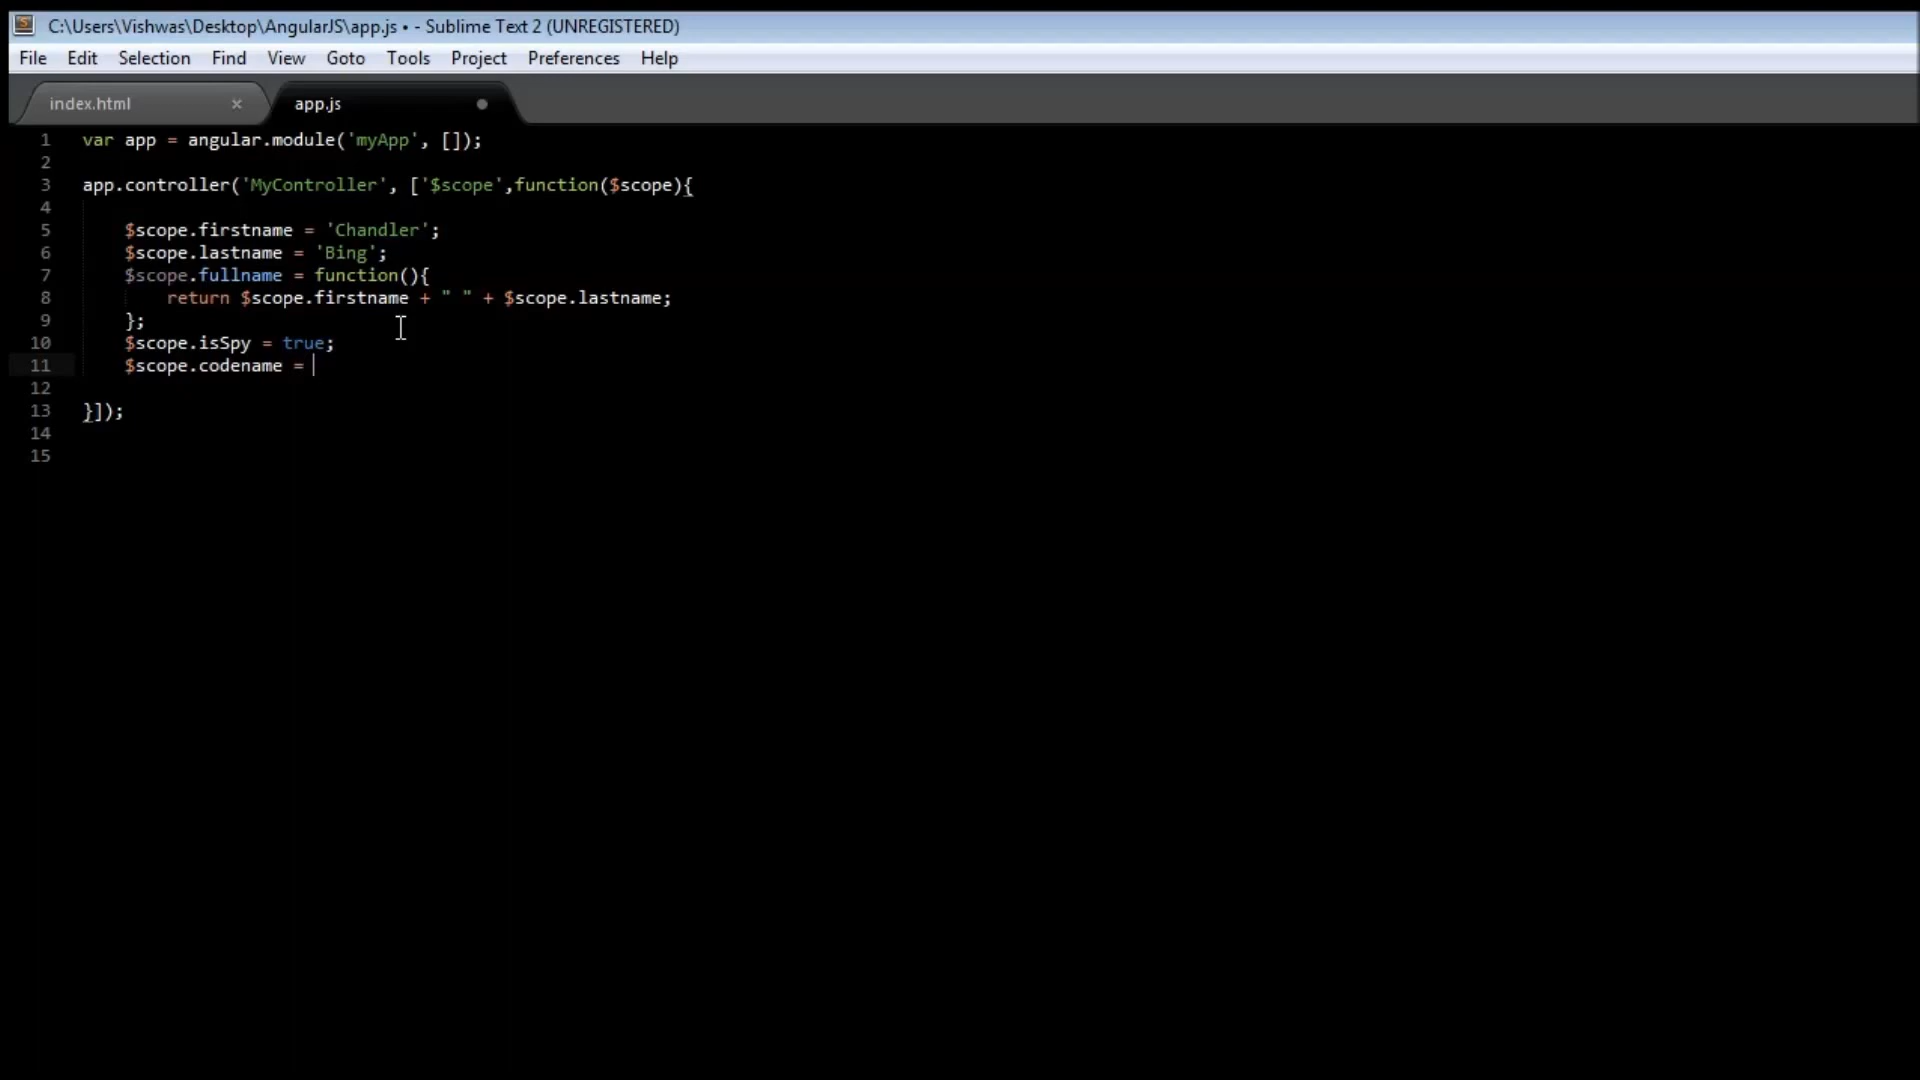 C:\Users\Vishwas\Desktop\AngularJS\app.js • - Sublime Text 2 (UNREGISTERED)
File Edit Selection Find View Goto Tools Project Preferences Help
index.html × app.js
1 var app = angular.module('myApp', []);
2
3 app.controller('MyController', ['$scope',function($scope){
4
5 $scope.firstname = 'Chandler';
6 $scope.lastname = 'Bing';
7 $scope.fullname = function(){
8 return $scope.firstname + " " + $scope.lastname;
9 };
10 $scope.isSpy = true;
11 $scope.codename =
12
13 }]);
14
15